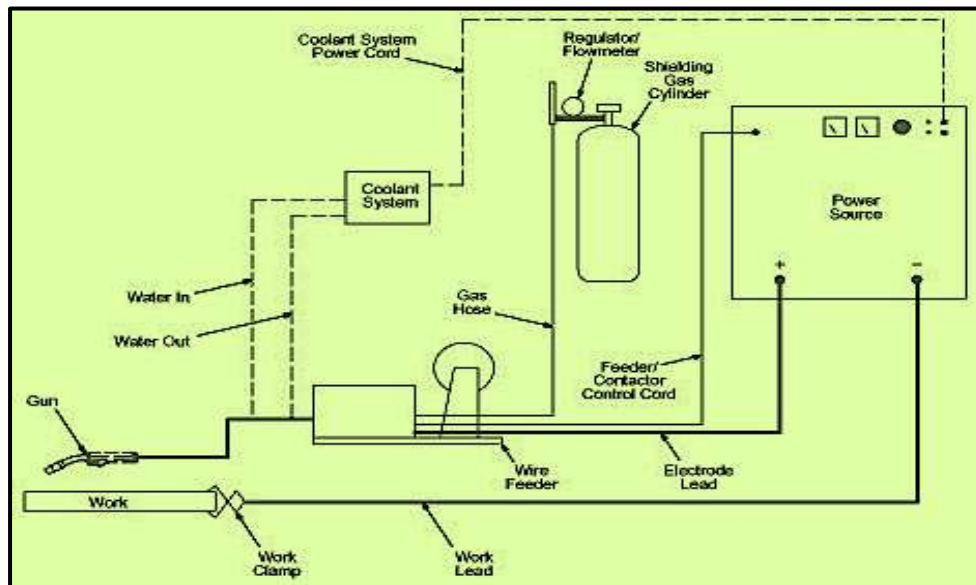 Coolant System
Power Cord
Regulator/
Flowmeter
Shielding
Gas
Cylinder
Coolant
System
Power
Source
+
−
Water In
Water Out
Gas
Hose
Feeder/
Contactor
Control Cord
Gun
Wire
Feeder
Electrode
Lead
Work
Work
Clamp
Work
Lead